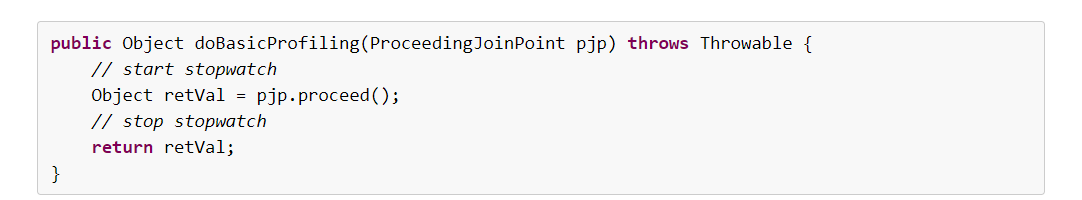 public Object doBasicProfiling(ProceedingJoinPoint pjp) throws Throwable {
    // start stopwatch
    Object retVal = pjp.proceed();
    // stop stopwatch
    return retVal;
}